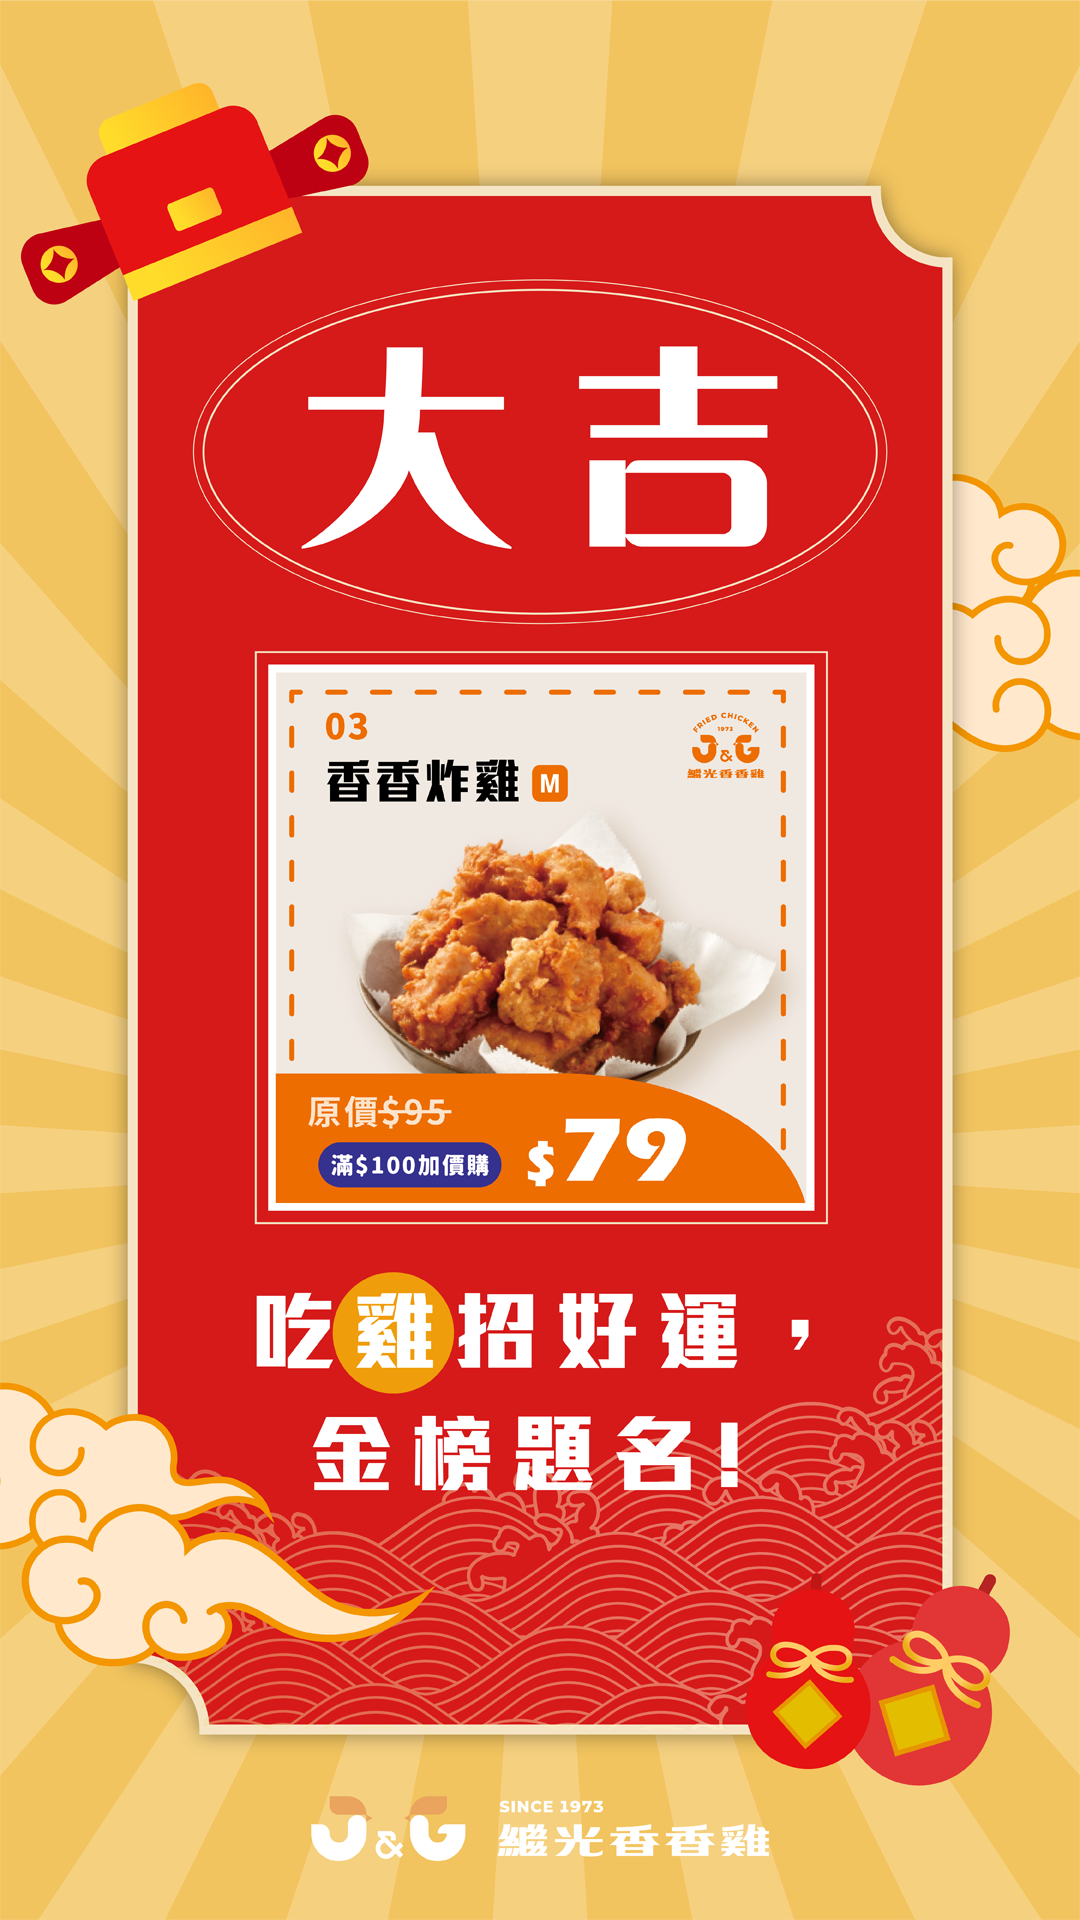 大吉
03
香香炸雞 M
FRIED CHICKEN
1973
J&G
繼光香香雞
原價$95
滿$100加價購
$79
吃雞招好運，
金榜題名!
J&G
SINCE 1973
繼光香香雞